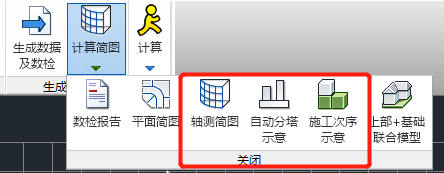 生成数据 计算简图 计算
及数检
生成
数检报告 平面简图 轴测简图 自动分塔 施工次序 上部+基础
示意 示意 联合模型
关闭